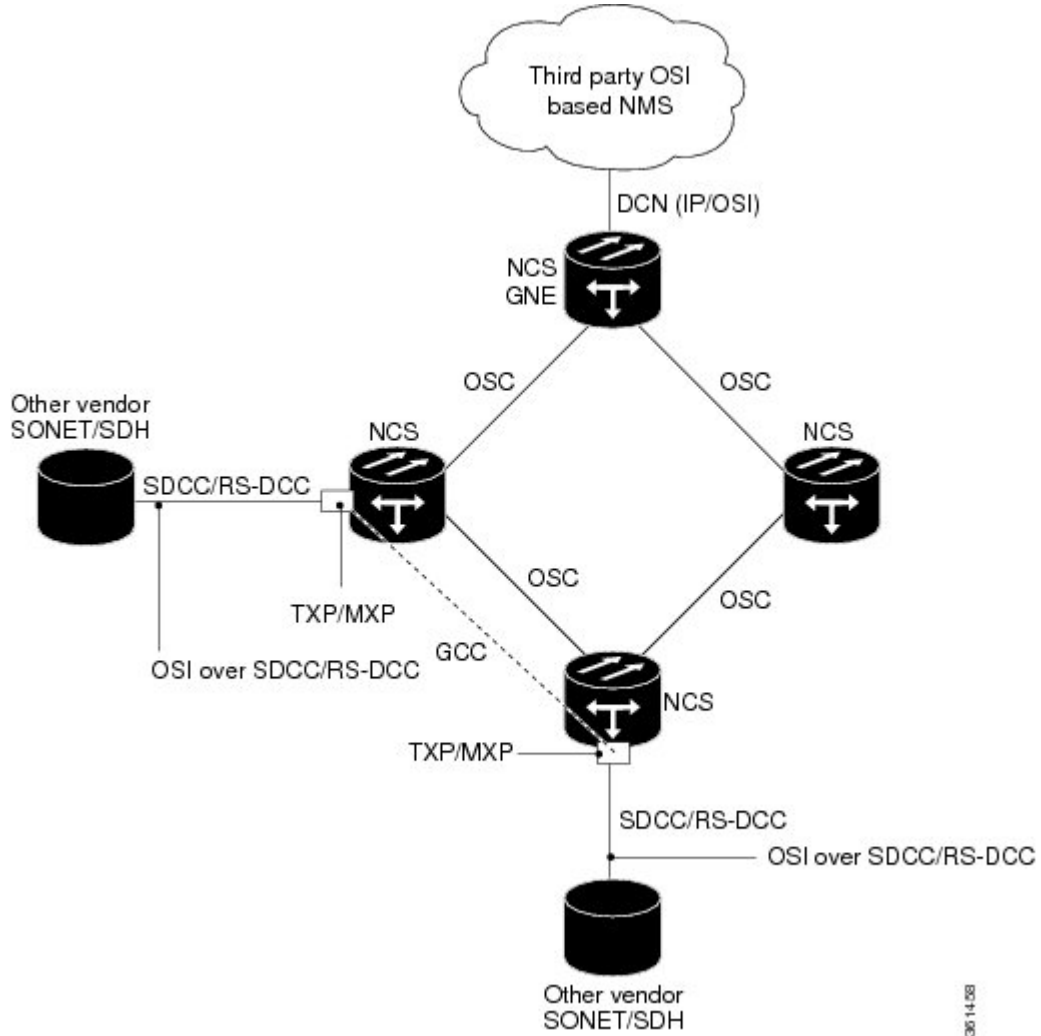 Third party OSI
based NMS
DCN (IP/OSI)
NCS
GNE
OSC
OSC
Other vendor
SONET/SDH
NCS
NCS
SDCC/RS-DCC
OSC
OSC
TXP/MXP
GCC
OSI over SDCC/RS-DCC
NCS
TXP/MXP
SDCC/RS-DCC
OSI over SDCC/RS-DCC
Other vendor
SONET/SDH
361458